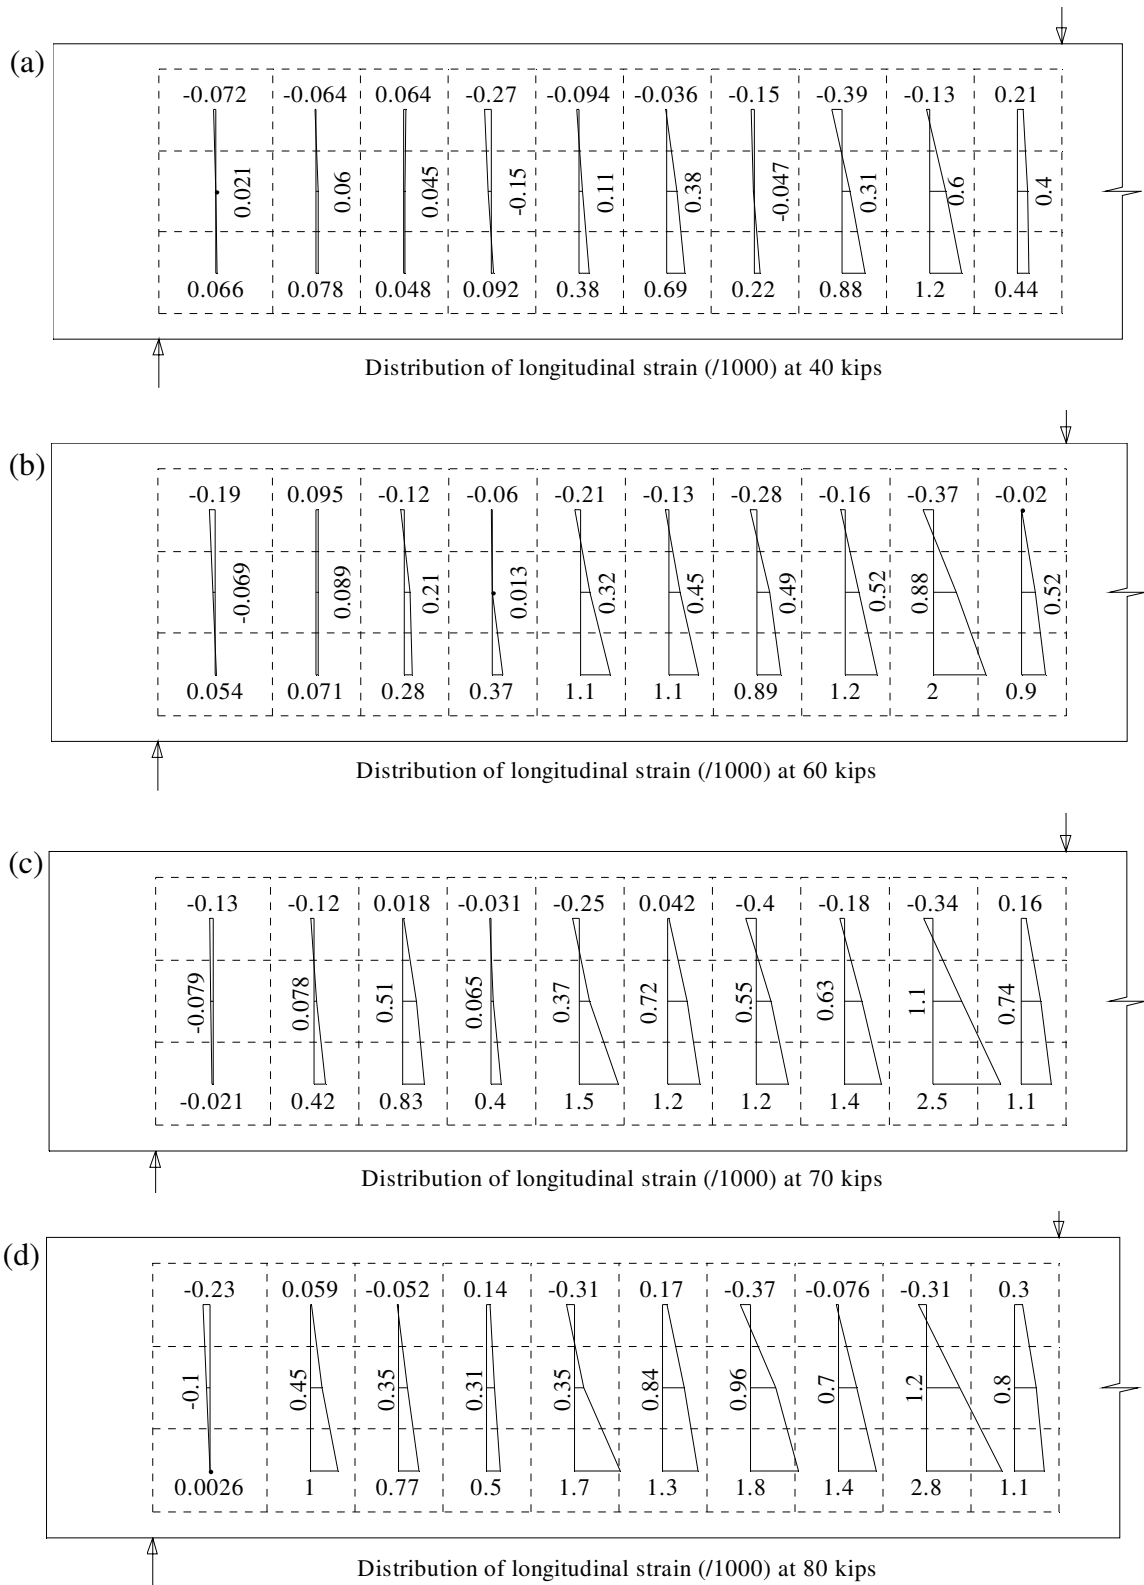 (a)
-0.072 -0.064 0.064 -0.27 -0.094 -0.036 -0.15 -0.39 -0.13 0.21
0.021 0.06 0.045 -0.15 0.11 0.38 -0.047 0.31 0.6 0.4
0.066 0.078 0.048 0.092 0.38 0.69 0.22 0.88 1.2 0.44
Distribution of longitudinal strain (/1000) at 40 kips
(b)
-0.19 0.095 -0.12 -0.06 -0.21 -0.13 -0.28 -0.16 -0.37 -0.02
-0.069 0.089 0.21 0.013 0.32 0.45 0.49 0.52 0.88 0.52
0.054 0.071 0.28 0.37 1.1 1.1 0.89 1.2 2 0.9
Distribution of longitudinal strain (/1000) at 60 kips
(c)
-0.13 -0.12 0.018 -0.031 -0.25 0.042 -0.4 -0.18 -0.34 0.16
-0.079 0.078 0.51 0.065 0.37 0.72 0.55 0.63 1.1 0.74
-0.021 0.42 0.83 0.4 1.5 1.2 1.2 1.4 2.5 1.1
Distribution of longitudinal strain (/1000) at 70 kips
(d)
-0.23 0.059 -0.052 0.14 -0.31 0.17 -0.37 -0.076 -0.31 0.3
-0.1 0.45 0.35 0.31 0.35 0.84 0.96 0.7 1.2 0.8
0.0026 1 0.77 0.5 1.7 1.3 1.8 1.4 2.8 1.1
Distribution of longitudinal strain (/1000) at 80 kips